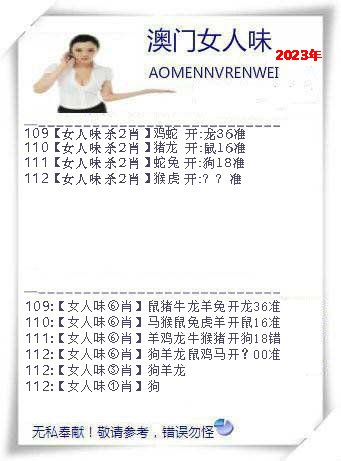 澳门女人味
2023年
AOMENNVRENWEI
109【女人味杀2肖】鸡蛇 开:龙36准
110【女人味杀2肖】猪龙 开:鼠16准
111【女人味杀2肖】蛇兔 开:狗18准
112【女人味杀2肖】猴虎 开:？？准
109:【女人味⑥肖】鼠猪牛龙羊兔开龙36准
110:【女人味⑥肖】马猴鼠兔虎羊开鼠16准
111:【女人味⑥肖】羊鸡龙牛猴猪开狗18错
112:【女人味⑥肖】狗羊龙鼠鸡马开？00准
112:【女人味③肖】狗羊龙
112:【女人味①肖】狗
无私奉献！敬请参考，错误勿怪